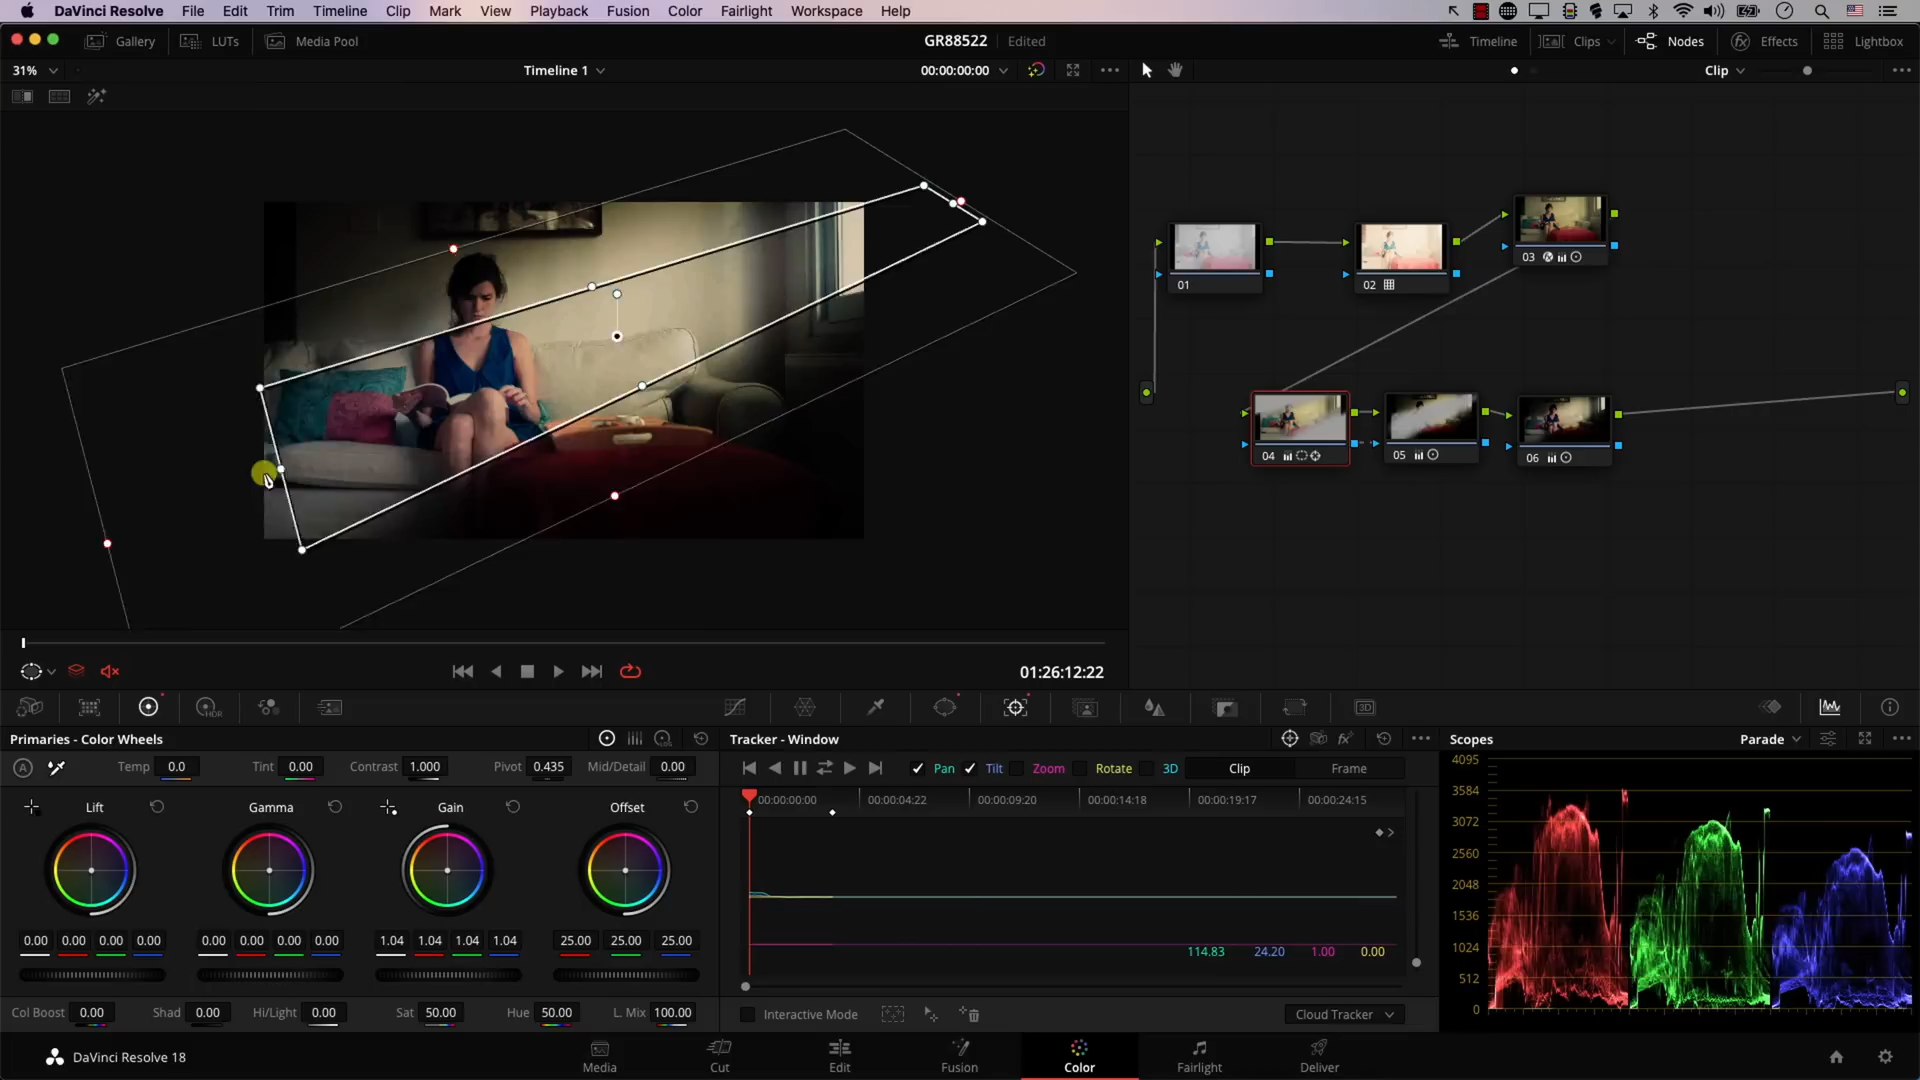 DaVinci Resolve File Edit Trim Timeline Clip Mark View Playback Fusion Color Fairlight Workspace Help
Gallery LUTs Media Pool GR88522 Edited Timeline Clips Nodes Effects Lightbox
31% Timeline 1 00:00:00:00 Clip
01 02 03
04 05 06
01:26:12:22
HDR 3D
Primaries - Color Wheels Tracker - Window Scopes Parade
A Temp 0.0 Tint 0.00 Contrast 1.000 Pivot 0.435 Mid/Detail 0.00
Pan Tilt Zoom Rotate 3D Clip Frame
Lift Gamma Gain Offset
00:00:00:00 00:00:04:22 00:00:09:20 00:00:14:18 00:00:19:17 00:00:24:15
4095
3584
3072
2560
2048
1536
1024
512
0
0.00 0.00 0.00 0.00 0.00 0.00 0.00 0.00 1.04 1.04 1.04 1.04 25.00 25.00 25.00
114.83 24.20 1.00 0.00
Col Boost 0.00 Shad 0.00 Hi/Light 0.00 Sat 50.00 Hue 50.00 L. Mix 100.00
Interactive Mode Cloud Tracker
DaVinci Resolve 18
Media Cut Edit Fusion Color Fairlight Deliver